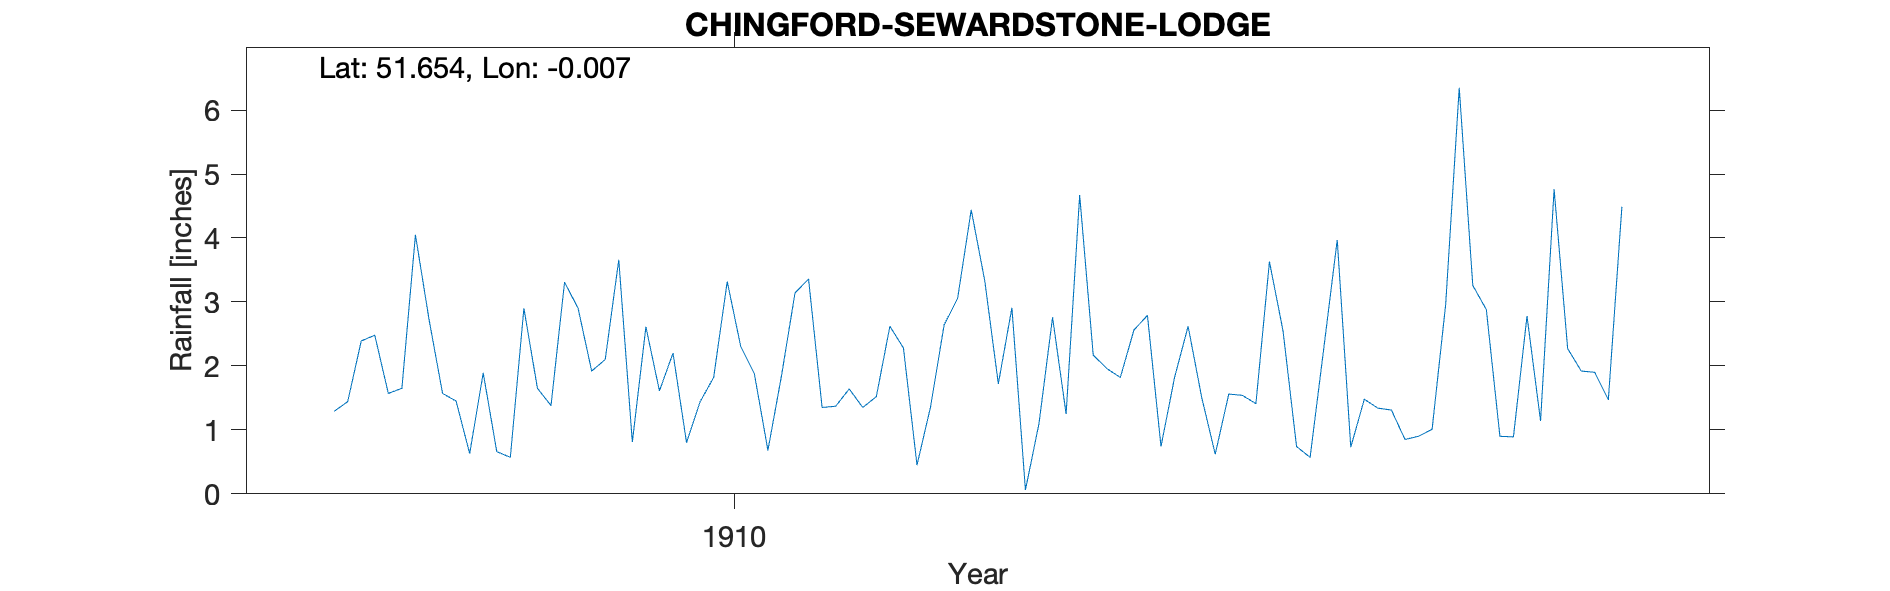 CHINGFORD-SEWARDSTONE-LODGE
Lat: 51.654, Lon: -0.007
6
5
4
3
2
1
0
Rainfall [inches]
1910
Year